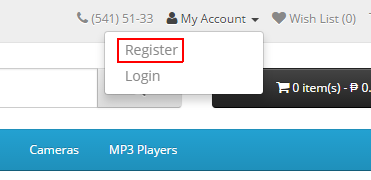 (541) 51-33 My Account Wish List (0)
Register
Login
0 item(s) - ₱ 0.
Cameras MP3 Players